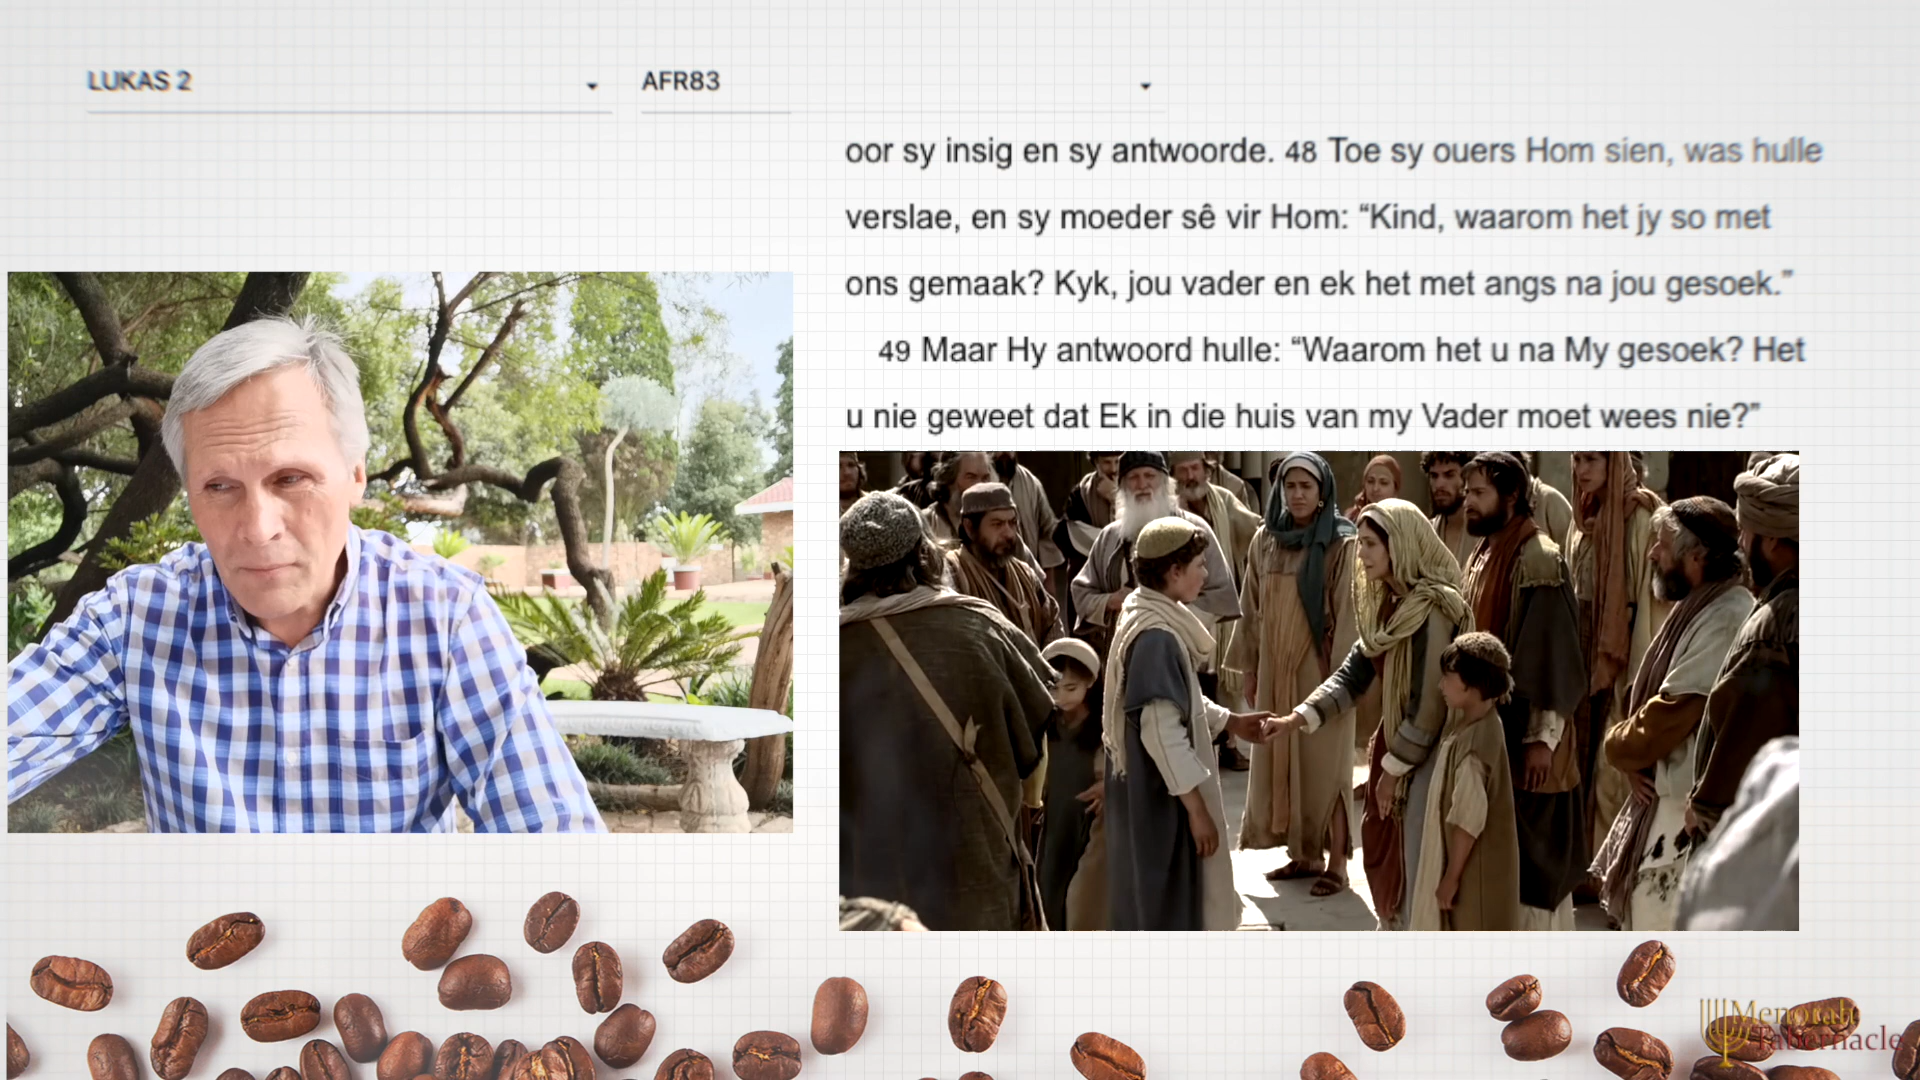 LUKAS 2
AFR83
oor sy insig en sy antwoorde. 48 Toe sy ouers Hom sien, was hulle
verslae, en sy moeder sê vir Hom: “Kind, waarom het jy so met
ons gemaak? Kyk, jou vader en ek het met angs na jou gesoek.”
49 Maar Hy antwoord hulle: “Waarom het u na My gesoek? Het
u nie geweet dat Ek in die huis van my Vader moet wees nie?”
Menorah
Tabernacle